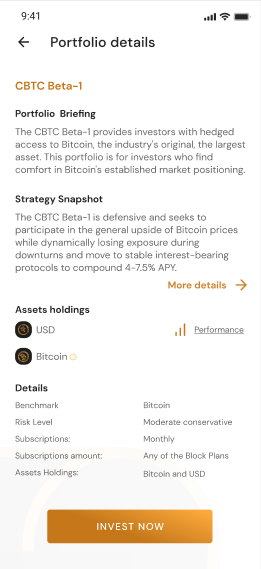 9:41
Portfolio details
CBTC Beta-1
Portfolio Briefing
The CBTC Beta-1 provides investors with hedged
access to Bitcoin, the industry's original, the largest
asset. This portfolio is for investors who find
comfort in Bitcoin's established market positioning.
Strategy Snapshot
The CBTC Beta-1 is defensive and seeks to
participate in the general upside of Bitcoin prices
while dynamically losing exposure during
downturns and move to stable interest-bearing
protocols to compound 4-7.5% APY.
More details
Assets holdings
USD Performance
Bitcoin
Details
Benchmark Bitcoin
Risk Level Moderate conservative
Subscriptions: Monthly
Subscriptions amount: Any of the Block Plans
Assets Holdings: Bitcoin and USD
INVEST NOW